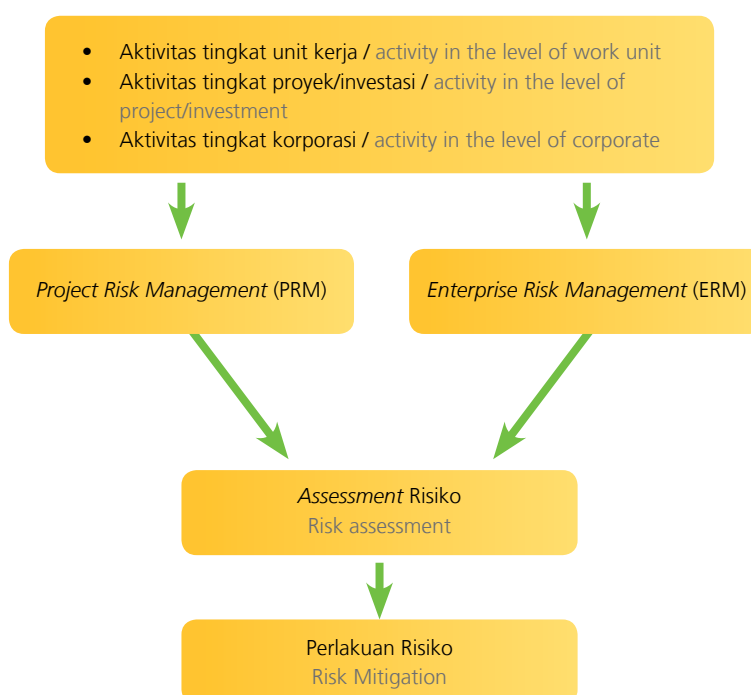 • Aktivitas tingkat unit kerja / activity in the level of work unit
• Aktivitas tingkat proyek/investasi / activity in the level of
project/investment
• Aktivitas tingkat korporasi / activity in the level of corporate
Project Risk Management (PRM)
Enterprise Risk Management (ERM)
Assessment Risiko
Risk assessment
Perlakuan Risiko
Risk Mitigation